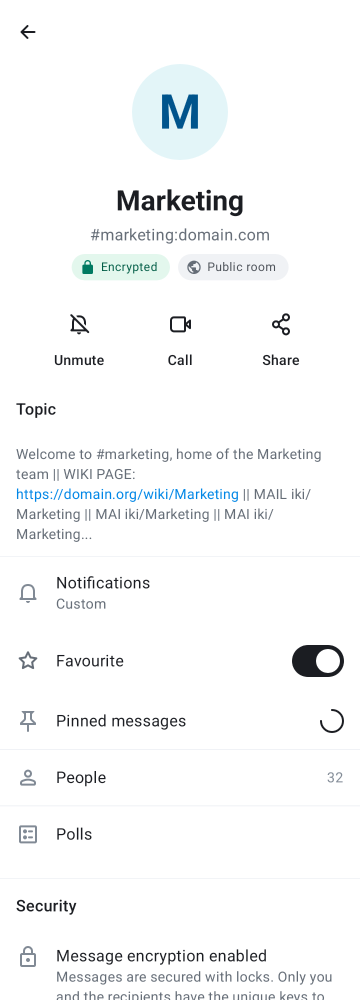 M
Marketing
#marketing:domain.com
Encrypted
Public room
Unmute
Call
Share
Topic
Welcome to #marketing, home of the Marketing
team || WIKI PAGE:
https://domain.org/wiki/Marketing || MAIL iki/
Marketing || MAI iki/Marketing || MAI iki/
Marketing...
Notifications
Custom
Favourite
Pinned messages
People
32
Polls
Security
Message encryption enabled
Messages are secured with locks. Only you
and the recipients have the unique keys to